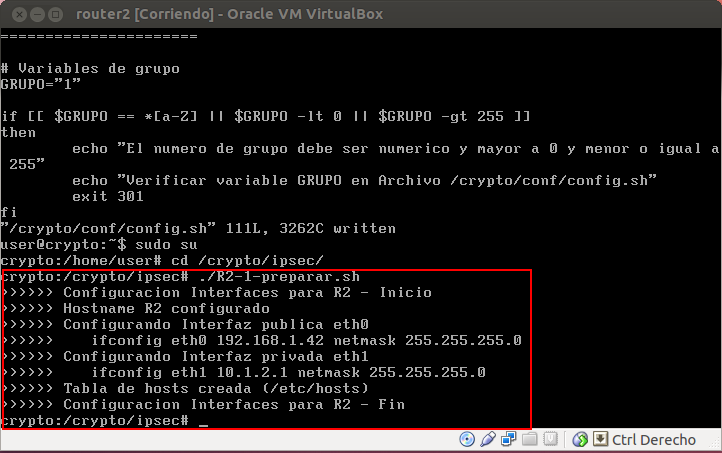 router2 [Corriendo] - Oracle VM VirtualBox
======================
# Variables de grupo
GRUPO="1"
if [[ $GRUPO == *[a-Z] || $GRUPO -lt 0 || $GRUPO -gt 255 ]]
then
echo "El numero de grupo debe ser numerico y mayor a 0 y menor o igual a
255"
echo "Verificar variable GRUPO en Archivo /crypto/conf/config.sh"
exit 301
fi
"/crypto/conf/config.sh" 111L, 3262C written
user@crypto:~$ sudo su
crypto:/home/user# cd /crypto/ipsec/
crypto:/crypto/ipsec# ./R2-1-preparar.sh
>>>>>> Configuracion Interfaces para R2 - Inicio
>>>>>> Hostname R2 configurado
>>>>>> Configurando Interfaz publica eth0
>>>>>> ifconfig eth0 192.168.1.42 netmask 255.255.255.0
>>>>>> Configurando Interfaz privada eth1
>>>>>> ifconfig eth1 10.1.2.1 netmask 255.255.255.0
>>>>>> Tabla de hosts creada (/etc/hosts)
>>>>>> Configuracion Interfaces para R2 - Fin
crypto:/crypto/ipsec# _
Ctrl Derecho